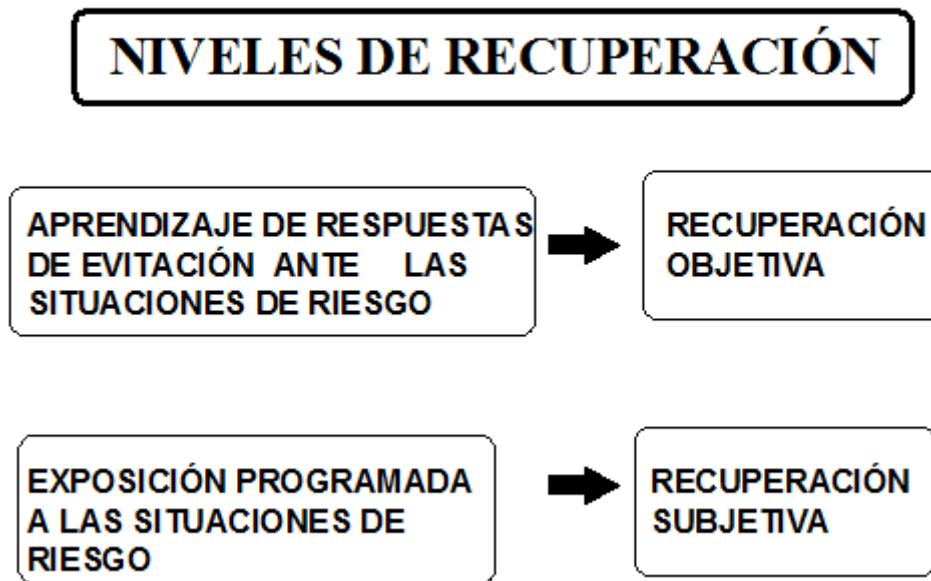 NIVELES DE RECUPERACIÓN
APRENDIZAJE DE RESPUESTAS
DE EVITACIÓN ANTE LAS
SITUACIONES DE RIESGO
RECUPERACIÓN
OBJETIVA
EXPOSICIÓN PROGRAMADA
A LAS SITUACIONES DE
RIESGO
RECUPERACIÓN
SUBJETIVA